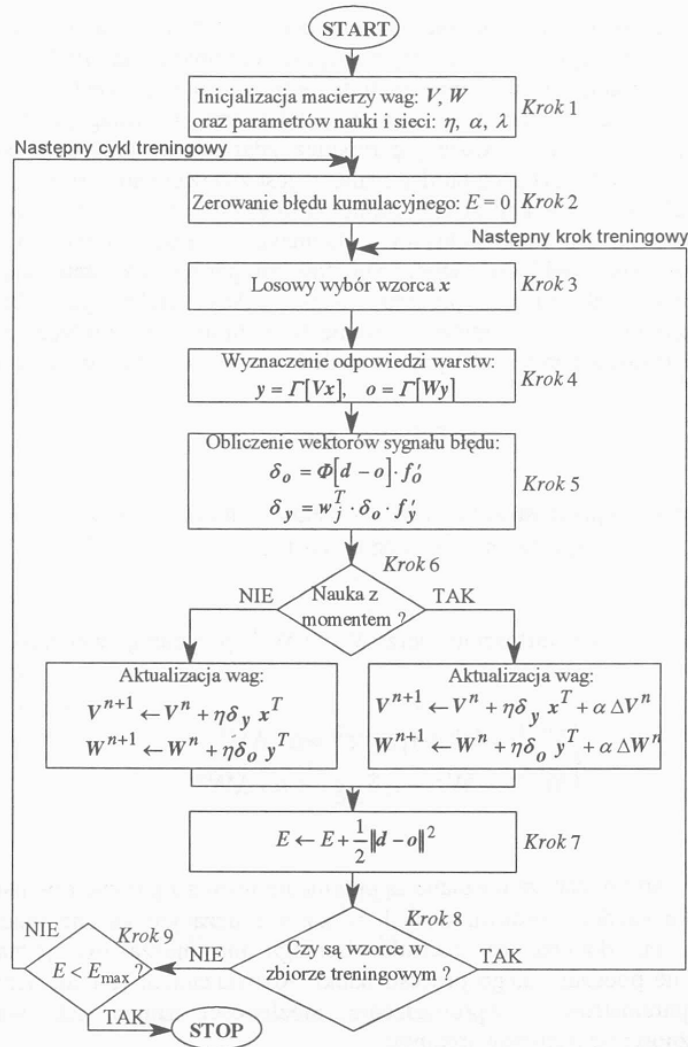 START
Inicjalizacja macierzy wag: V, W
oraz parametrów nauki i sieci: η, α, λ
Krok 1
Następny cykl treningowy
Zerowanie błędu kumulacyjnego: E = 0
Krok 2
Następny krok treningowy
Losowy wybór wzorca x
Krok 3
Wyznaczenie odpowiedzi warstw:
y = Γ[Vx], o = Γ[Wy]
Krok 4
Obliczenie wektorów sygnału błędu:
δ_o = Φ[d − o] · f′_o
δ_y = w_j^T · δ_o · f′_y
Krok 5
Krok 6
NIE
Nauka z
momentem ?
TAK
Aktualizacja wag:
V^{n+1} ← V^n + ηδ_y x^T
W^{n+1} ← W^n + ηδ_o y^T
Aktualizacja wag:
V^{n+1} ← V^n + ηδ_y x^T + α ΔV^n
W^{n+1} ← W^n + ηδ_o y^T + α ΔW^n
E ← E + 1/2 ‖d − o‖^2
Krok 7
Krok 8
Czy są wzorce w
zbiorze treningowym ?
NIE
TAK
Krok 9
NIE
E < E_max ?
TAK
STOP